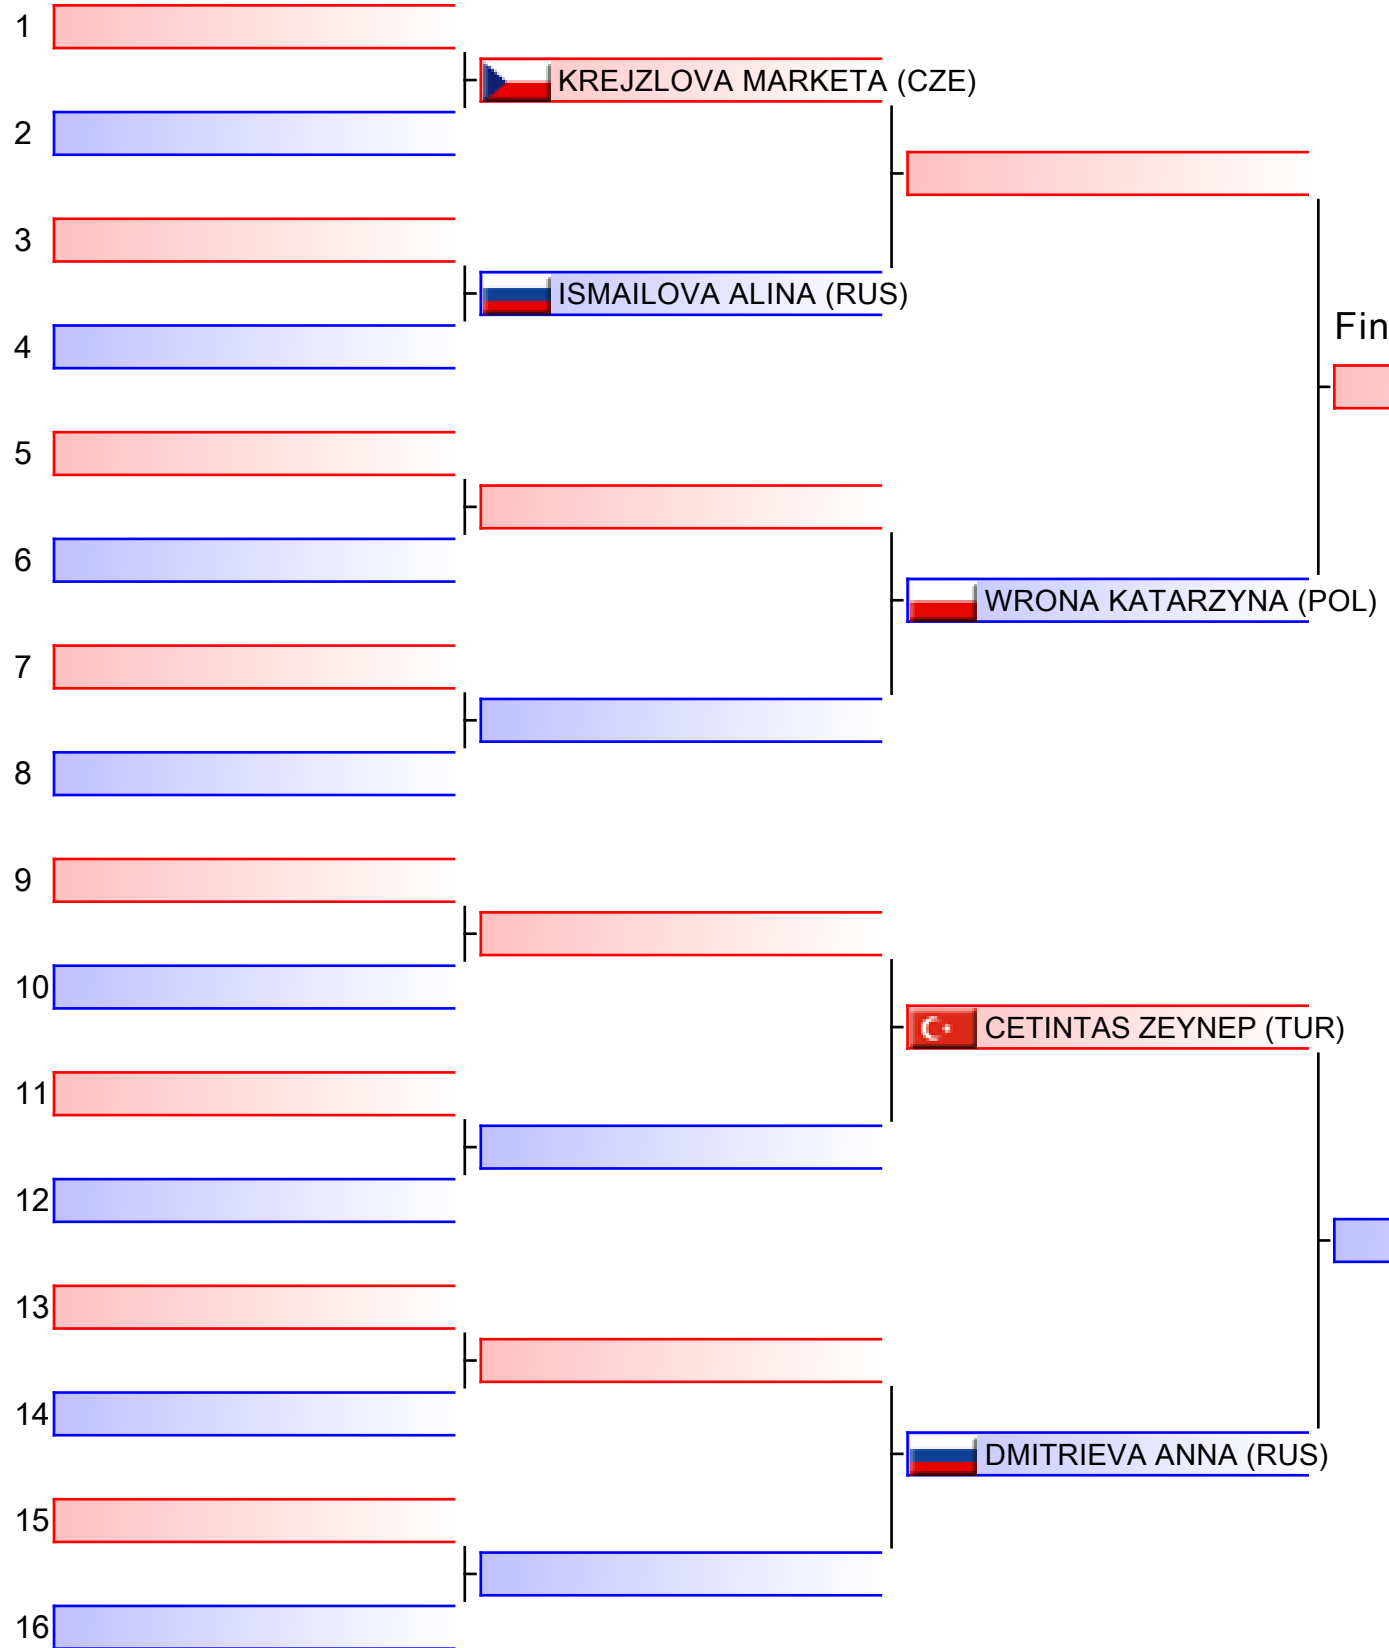 1
KREJZLOVA MARKETA (CZE)
2
3
ISMAILOVA ALINA (RUS)
Fin
4
5
6
WRONA KATARZYNA (POL)
7
8
9
10
CETINTAS ZEYNEP (TUR)
11
12
13
14
DMITRIEVA ANNA (RUS)
15
16